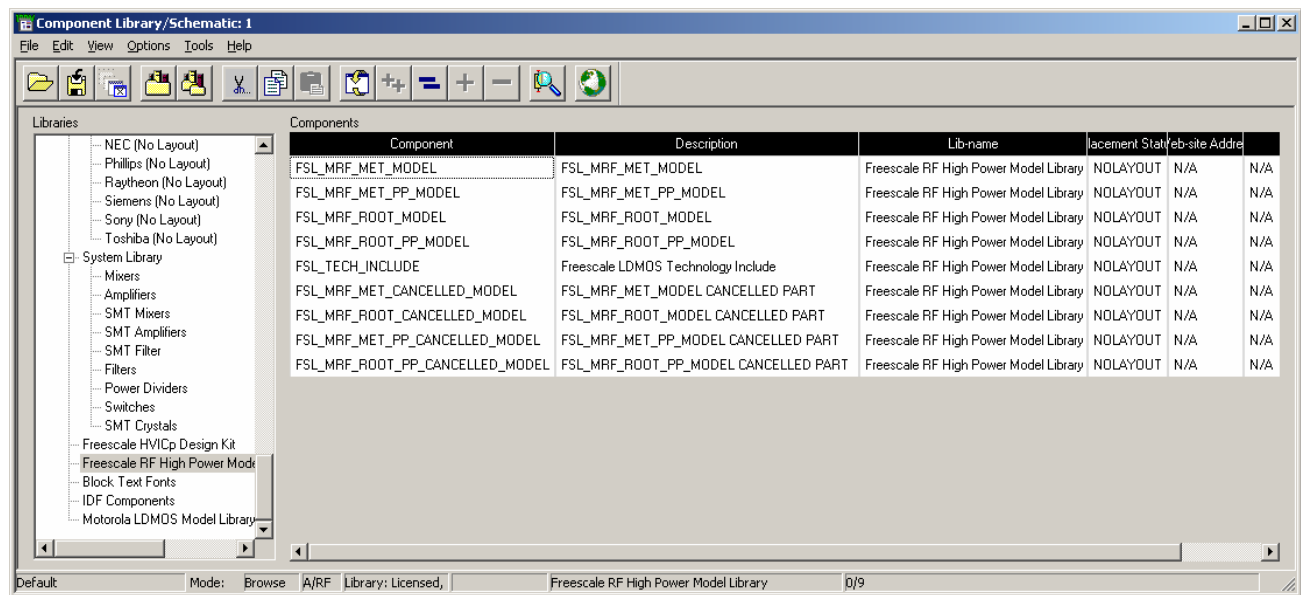 Component Library/Schematic: 1
File Edit View Options Tools Help
Libraries
NEC (No Layout)
Phillips (No Layout)
Raytheon (No Layout)
Siemens (No Layout)
Sony (No Layout)
Toshiba (No Layout)
System Library
Mixers
Amplifiers
SMT Mixers
SMT Amplifiers
SMT Filter
Filters
Power Dividers
Switches
SMT Crystals
Freescale HVICp Design Kit
Freescale RF High Power Mode
Block Text Fonts
IDF Components
Motorola LDMOS Model Library
Components
Component Description Lib-name lacement Stat eb-site Addre
FSL_MRF_MET_MODEL FSL_MRF_MET_MODEL Freescale RF High Power Model Library NOLAYOUT N/A N/A
FSL_MRF_MET_PP_MODEL FSL_MRF_MET_PP_MODEL Freescale RF High Power Model Library NOLAYOUT N/A N/A
FSL_MRF_ROOT_MODEL FSL_MRF_ROOT_MODEL Freescale RF High Power Model Library NOLAYOUT N/A N/A
FSL_MRF_ROOT_PP_MODEL FSL_MRF_ROOT_PP_MODEL Freescale RF High Power Model Library NOLAYOUT N/A N/A
FSL_TECH_INCLUDE Freescale LDMOS Technology Include Freescale RF High Power Model Library NOLAYOUT N/A N/A
FSL_MRF_MET_CANCELLED_MODEL FSL_MRF_MET_MODEL CANCELLED PART Freescale RF High Power Model Library NOLAYOUT N/A N/A
FSL_MRF_ROOT_CANCELLED_MODEL FSL_MRF_ROOT_MODEL CANCELLED PART Freescale RF High Power Model Library NOLAYOUT N/A N/A
FSL_MRF_MET_PP_CANCELLED_MODEL FSL_MRF_MET_PP_MODEL CANCELLED PART Freescale RF High Power Model Library NOLAYOUT N/A N/A
FSL_MRF_ROOT_PP_CANCELLED_MODEL FSL_MRF_ROOT_PP_MODEL CANCELLED PART Freescale RF High Power Model Library NOLAYOUT N/A N/A
Default Mode: Browse A/RF Library: Licensed, Freescale RF High Power Model Library 0/9